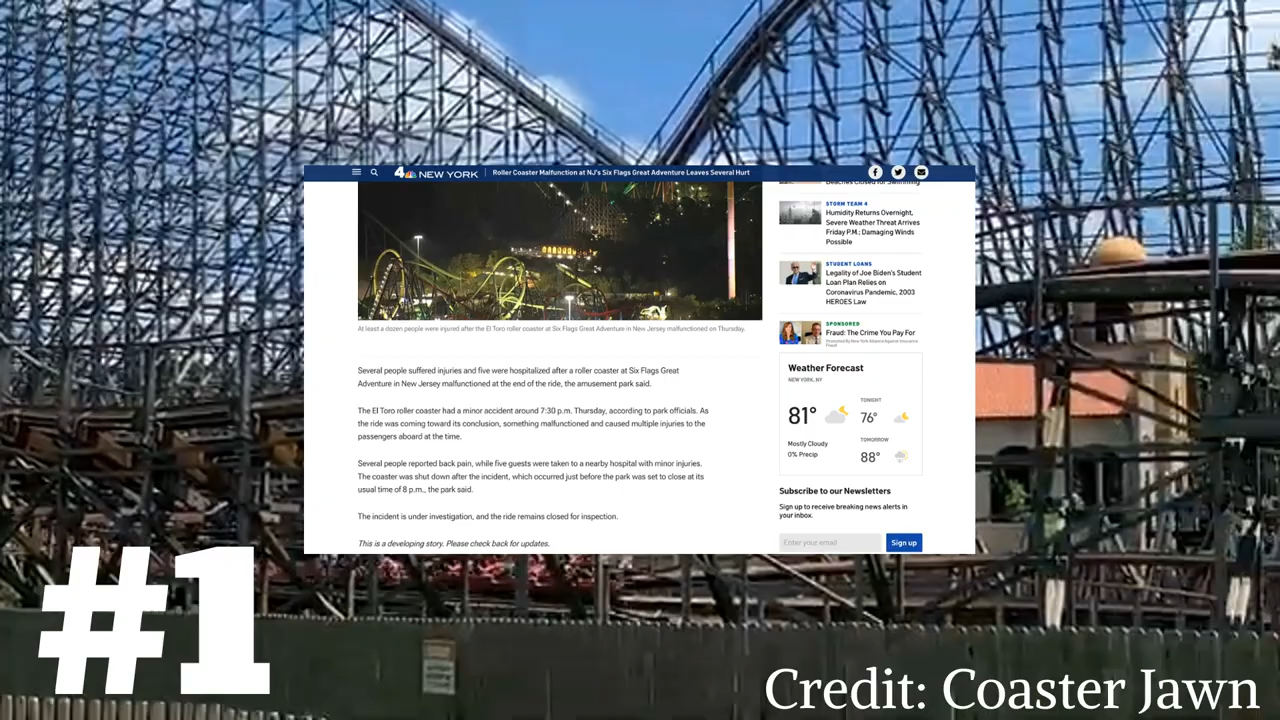 4 NEW YORK
Roller Coaster Malfunction at NJ's Six Flags Great Adventure Leaves Several Hurt
At least a dozen people were injured after the El Toro roller coaster at Six Flags Great Adventure in New Jersey malfunctioned on Thursday.
Several people suffered injuries and five were hospitalized after a roller coaster at Six Flags Great
Adventure in New Jersey malfunctioned at the end of the ride, the amusement park said.
The El Toro roller coaster had a minor accident around 7:30 p.m. Thursday, according to park officials. As
the ride was coming toward its conclusion, something malfunctioned and caused multiple injuries to the
passengers aboard at the time.
Several people reported back pain, while five guests were taken to a nearby hospital with minor injuries.
The coaster was shut down after the incident, which occurred just before the park was set to close at its
usual time of 8 p.m., the park said.
The incident is under investigation, and the ride remains closed for inspection.
This is a developing story. Please check back for updates.
Beaches Closed for Swimming
STORM TEAM 4
Humidity Returns Overnight,
Severe Weather Threat Arrives
Friday P.M.; Damaging Winds
Possible
STUDENT LOANS
Legality of Joe Biden's Student
Loan Plan Relies on
Coronavirus Pandemic, 2003
HEROES Law
SPONSORED
Fraud: The Crime You Pay For
Promoted By New York Alliance Against Insurance
Fraud
Weather Forecast
NEW YORK, NY
81°
Mostly Cloudy
0% Precip
TONIGHT
76°
TOMORROW
88°
Subscribe to our Newsletters
Sign up to receive breaking news alerts in
your inbox.
Enter your email
Sign up
#1
Credit: Coaster Jawn